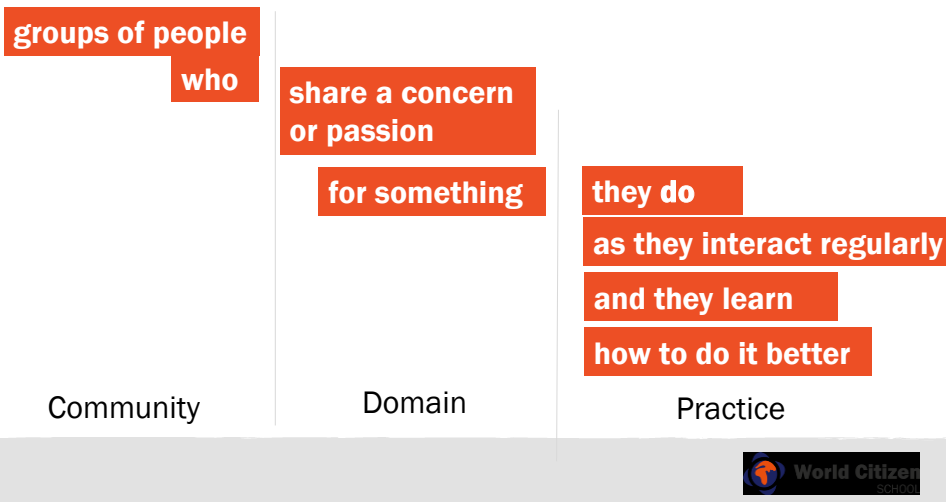 groups of people
who
share a concern
or passion
for something
they do
as they interact regularly
and they learn
how to do it better
Community
Domain
Practice
World Citizen
SCHOOL